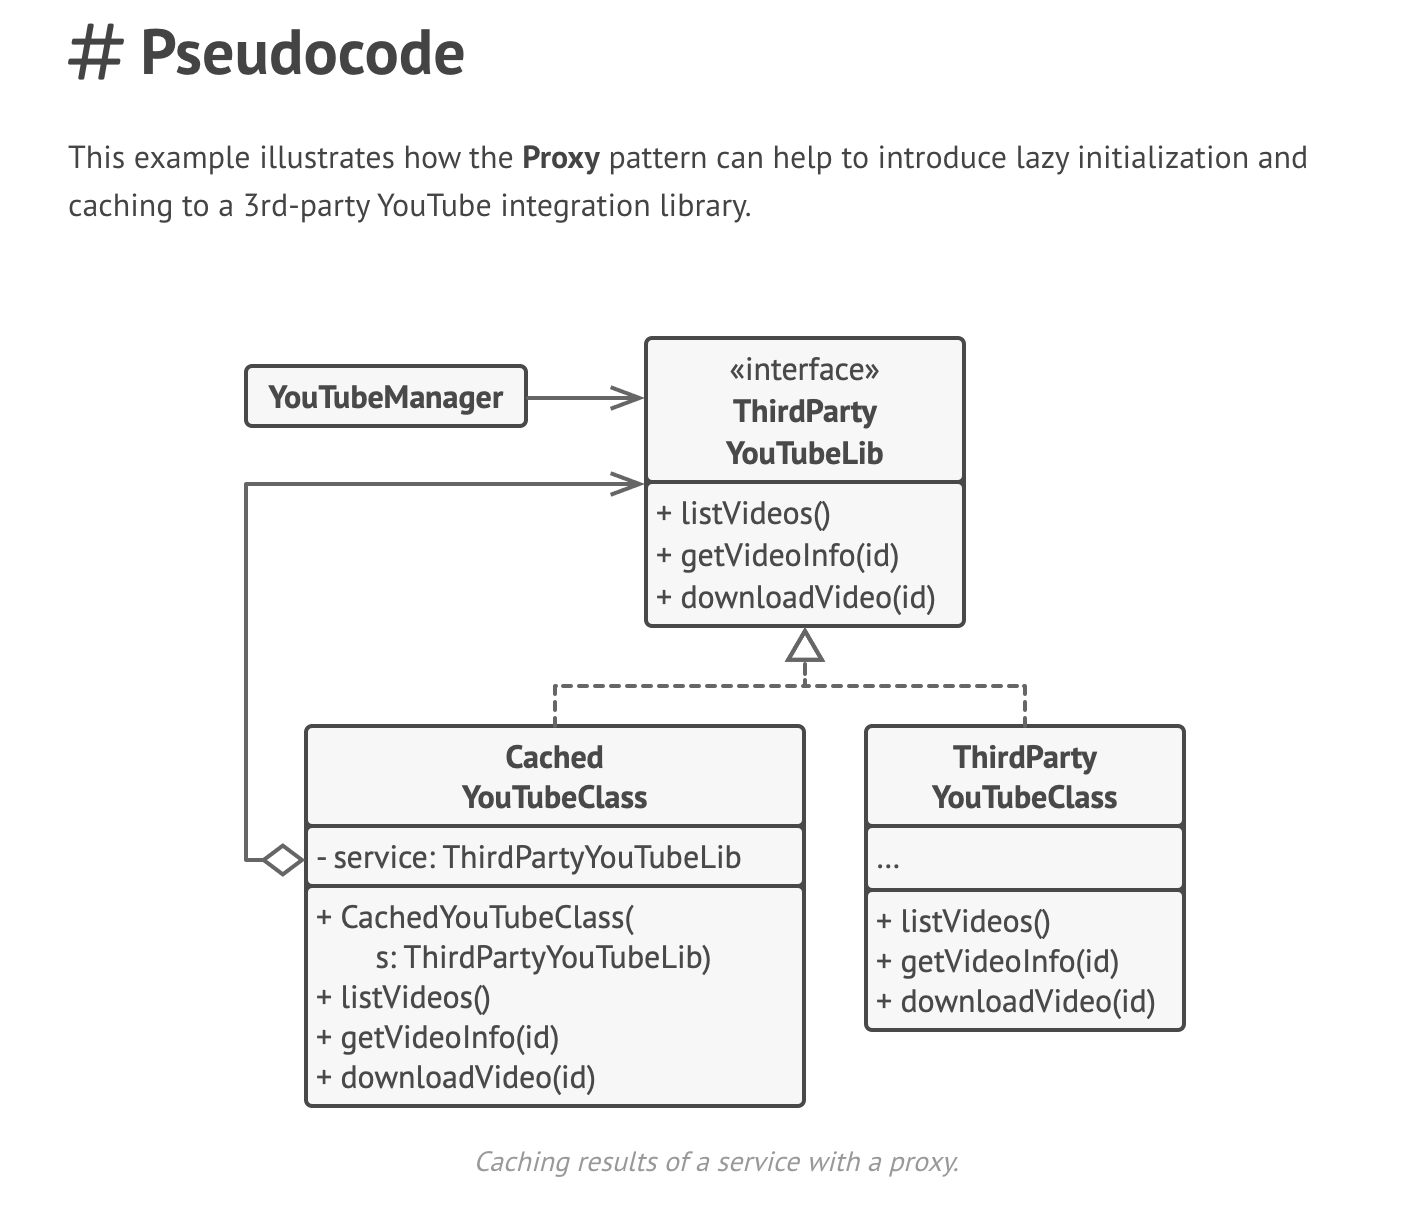 # Pseudocode
This example illustrates how the Proxy pattern can help to introduce lazy initialization and
caching to a 3rd-party YouTube integration library.
YouTubeManager
«interface»
ThirdParty
YouTubeLib
+ listVideos()
+ getVideoInfo(id)
+ downloadVideo(id)
Cached
YouTubeClass
- service: ThirdPartyYouTubeLib
+ CachedYouTubeClass(
s: ThirdPartyYouTubeLib)
+ listVideos()
+ getVideoInfo(id)
+ downloadVideo(id)
ThirdParty
YouTubeClass
...
+ listVideos()
+ getVideoInfo(id)
+ downloadVideo(id)
Caching results of a service with a proxy.